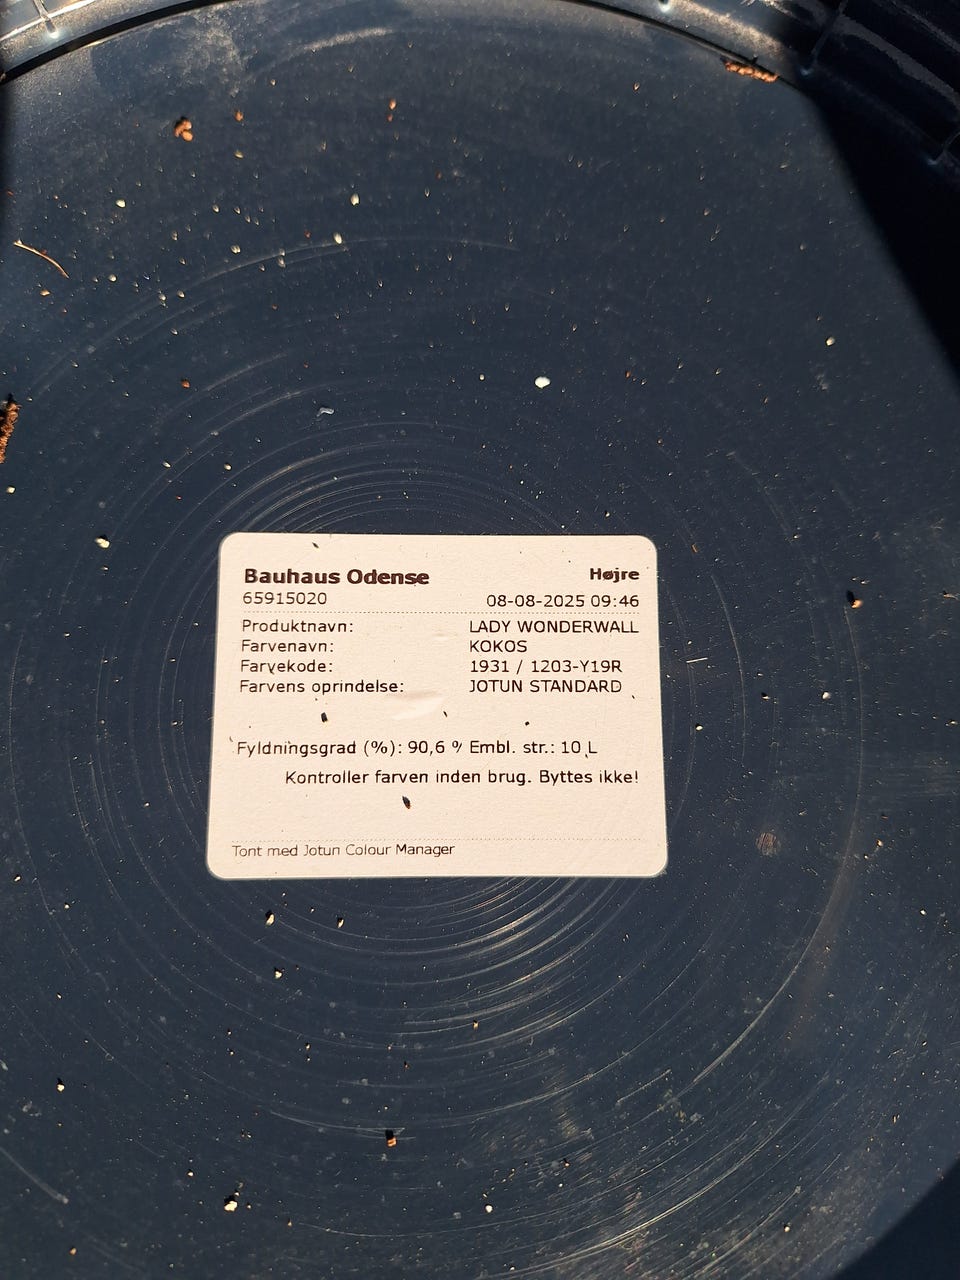 Bauhaus Odense Højre
65915020 08-08-2025 09:46
Produktnavn: LADY WONDERWALL
Farvenavn: KOKOS
Farvekode: 1931 / 1203-Y19R
Farvens oprindelse: JOTUN STANDARD
Fyldningsgrad (%): 90,6 % Embl. str.: 10 L
Kontroller farven inden brug. Byttes ikke!
Tont med Jotun Colour Manager